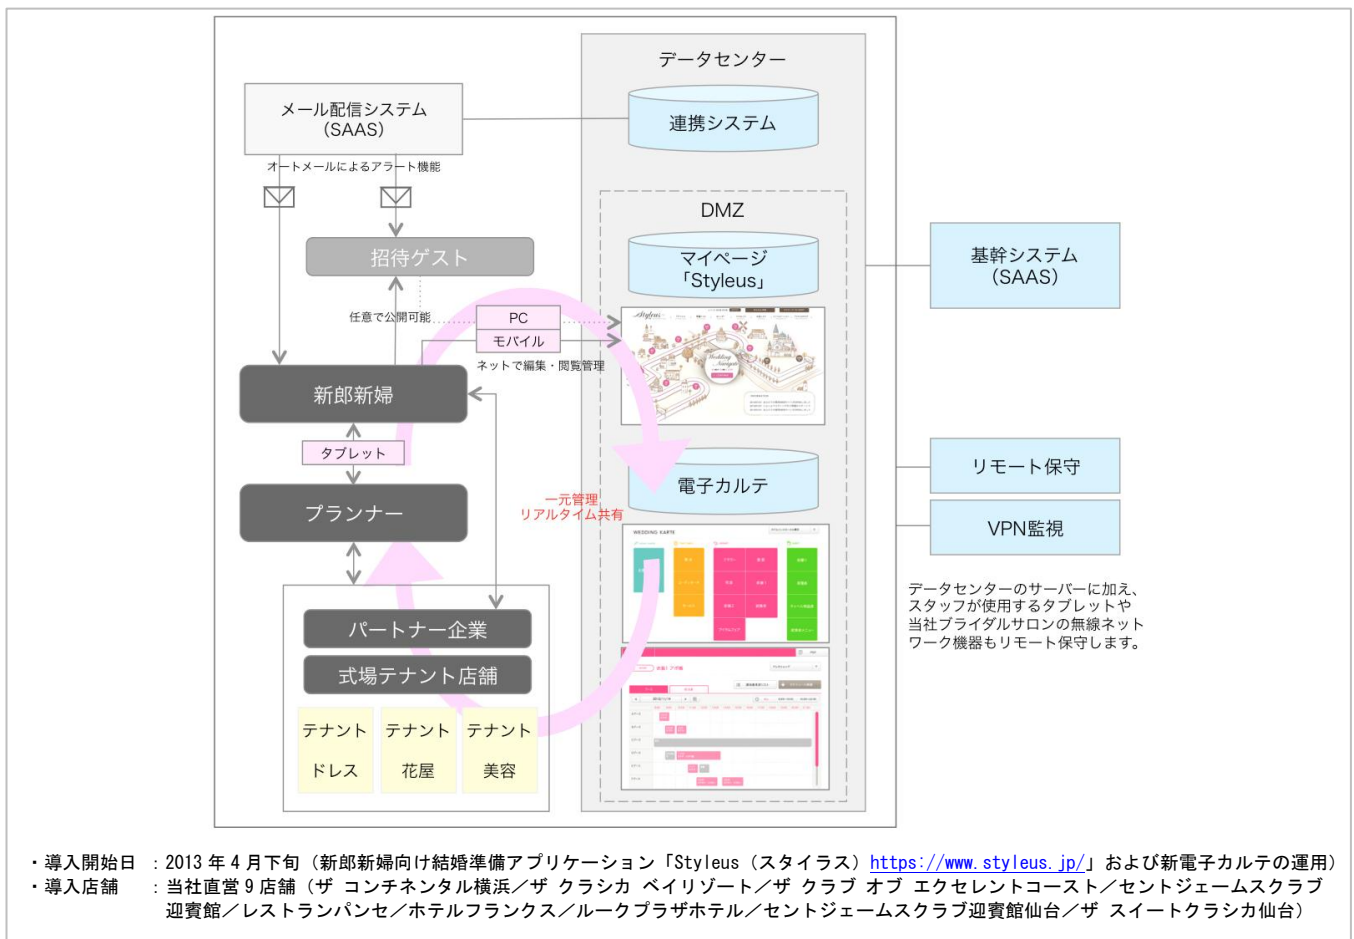 データセンター
メール配信システム
(SAAS)
連携システム
オートメールによるアラート機能
DMZ
招待ゲスト
マイページ
「Styleus」
基幹システム
(SAAS)
任意で公開可能
PC
モバイル
ネットで編集・閲覧管理
Styleus
Wedding
Navigate
新郎新婦
タブレット
リモート保守
電子カルテ
プランナー
一元管理
リアルタイム共有
VPN監視
WEDDING KARTE
データセンターのサーバーに加え、
スタッフが使用するタブレットや
当社ブライダルサロンの無線ネット
ワーク機器もリモート保守します。
パートナー企業
式場テナント店舗
テナント
ドレス
テナント
花屋
テナント
美容
・導入開始日 ：2013 年 4 月下旬（新郎新婦向け結婚準備アプリケーション「Styleus（スタイラス）https://www.styleus.jp/」および新電子カルテの運用）
・導入店舗 ：当社直営 9 店舗（ザ コンチネンタル横浜／ザ クラシカ ベイリゾート／ザ クラブ オブ エクセレントコースト／セントジェームスクラブ
迎賓館／レストランパンセ／ホテルフランクス／ルークプラザホテル／セントジェームスクラブ迎賓館仙台／ザ スイートクラシカ仙台）